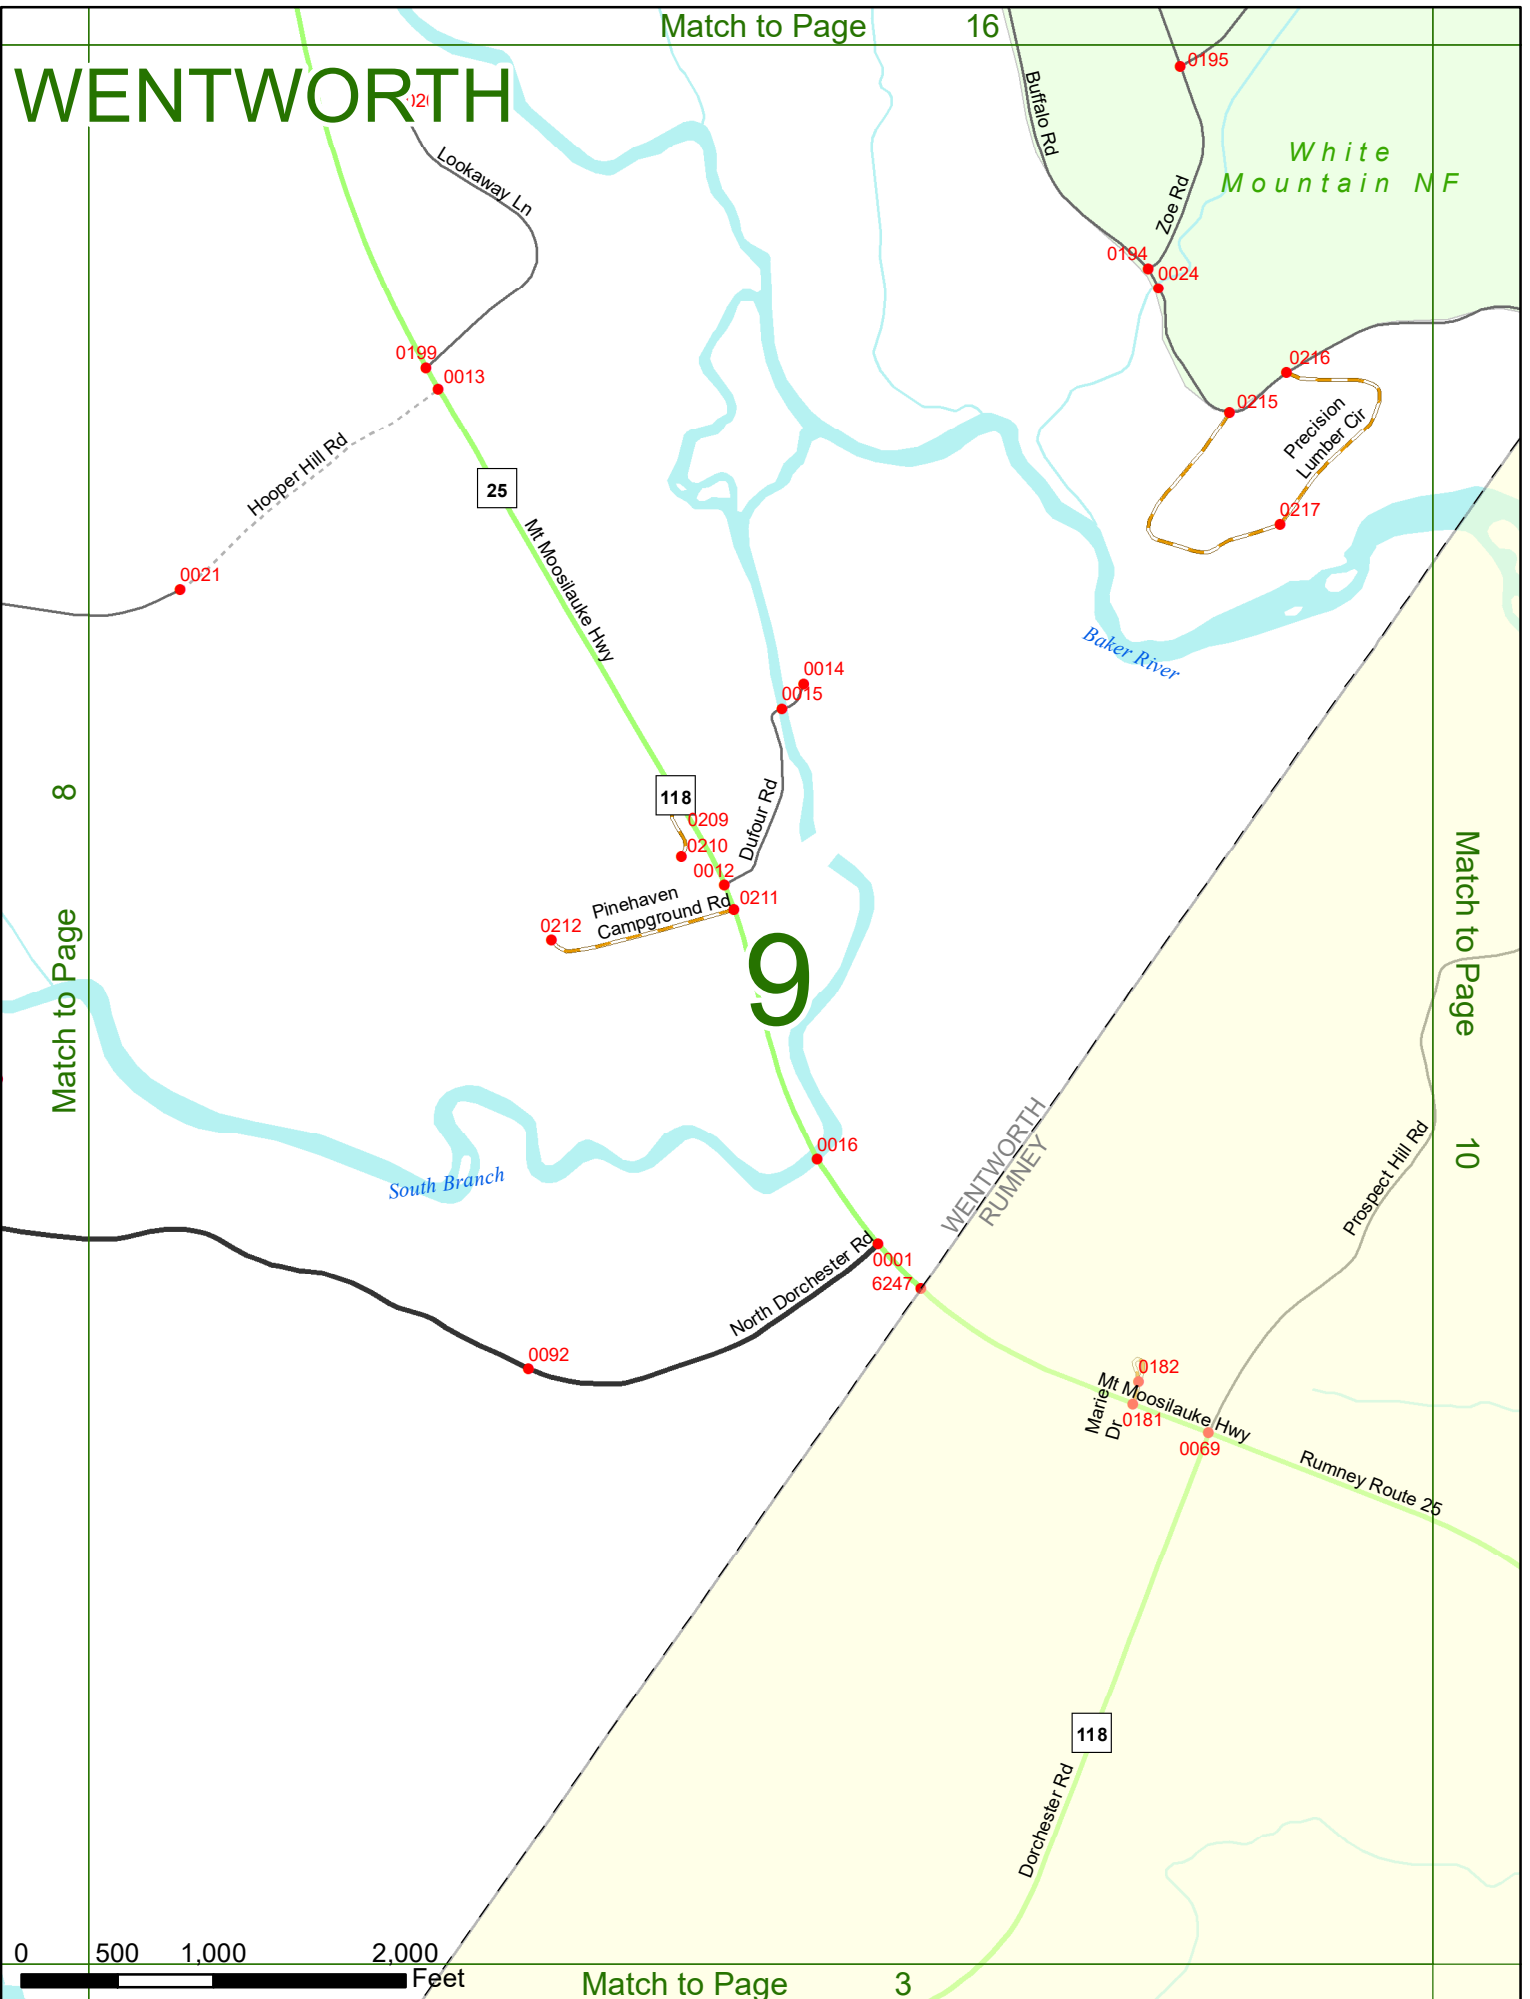 Match to Page 16
WENTWORTH
0195
Buffalo Rd
White
Mountain NF
Lookaway Ln
Zoe Rd
0194
0024
0199
0013
0216
0215
Precision
Lumber Cir
Hooper Hill Rd
25
0217
Mt Moosilauke Hwy
0021
Baker River
0014
0015
8
Match to Page
118
0209
Dufour Rd
0210
0012
Pinehaven
Campground Rd
0211
0212
9
Match to Page
10
South Branch
0016
WENTWORTH
RUMNEY
Prospect Hill Rd
North Dorchester Rd
0001
6247
0092
0182
Mt Moosilauke Hwy
Marie
Dr
0181
0069
Rumney Route 25
118
Dorchester Rd
0 500 1,000 2,000
Feet
Match to Page 3